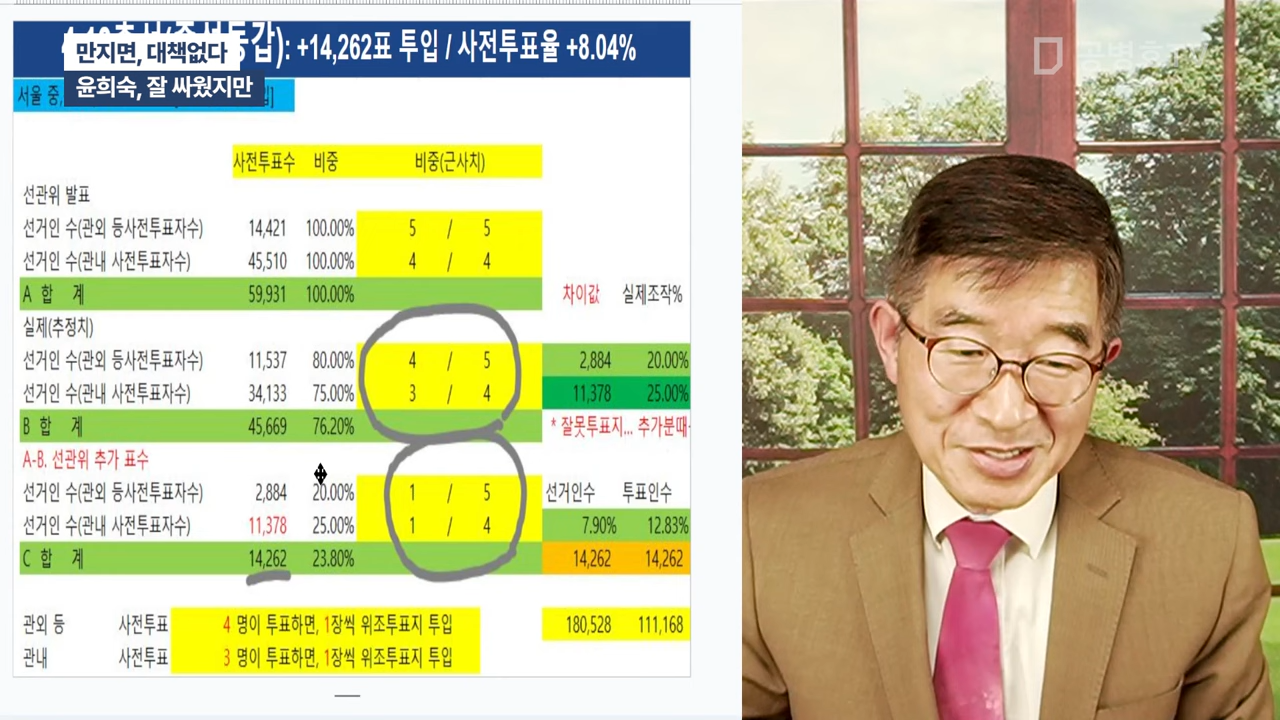 만지면, 대책없다
윤희숙, 잘 싸웠지만
): +14,262표 투입 / 사전투표율 +8.04%
서울 중,
사전투표수 비중 비중(근사치)
선관위 발표
선거인 수(관외 등사전투표자수) 14,421 100.00% 5 / 5
선거인 수(관내 사전투표자수) 45,510 100.00% 4 / 4
A 합 계 59,931 100.00% 차이값 실제조작%
실제(추정치)
선거인 수(관외 등사전투표자수) 11,537 80.00% 4 / 5 2,884 20.00%
선거인 수(관내 사전투표자수) 34,133 75.00% 3 / 4 11,378 25.00%
B 합 계 45,669 76.20% * 잘못투표지... 추가분때
A-B. 선관위 추가 표수
선거인 수(관외 등사전투표자수) 2,884 20.00% 1 / 5 선거인수 투표인수
선거인 수(관내 사전투표자수) 11,378 25.00% 1 / 4 7.90% 12.83%
C 합 계 14,262 23.80% 14,262 14,262
관외 등 사전투표 4 명이 투표하면, 1장씩 위조투표지 투입 180,528 111,168
관내 사전투표 3 명이 투표하면, 1장씩 위조투표지 투입
공병호